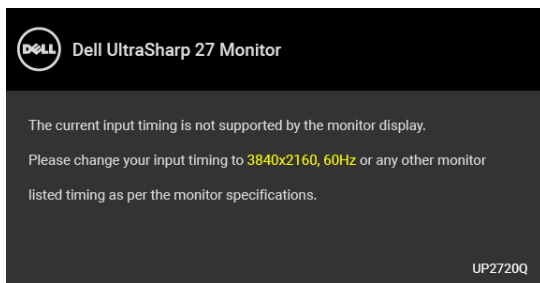 DELL
Dell UltraSharp 27 Monitor
The current input timing is not supported by the monitor display.
Please change your input timing to 3840x2160, 60Hz or any other monitor
listed timing as per the monitor specifications.
UP2720Q